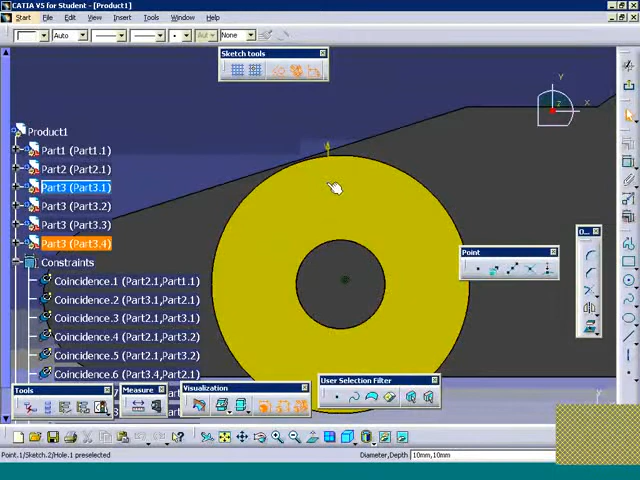 CATIA V5 for Student - [Product1]
Start File Edit View Insert Tools Window Help
Auto Aut None
Sketch tools
Y
X
Z
Product1
Part1 (Part1.1)
Part2 (Part2.1)
Part3 (Part3.1)
Part3 (Part3.2)
Part3 (Part3.3)
Part3 (Part3.4)
Constraints
Coincidence.1 (Part2.1,Part1.1)
Coincidence.2 (Part3.1,Part2.1)
Coincidence.3 (Part2.1,Part3.1)
Coincidence.4 (Part2.1,Part3.2)
Coincidence.5 (Part2.1,Part3.2)
Coincidence.6 (Part3.4,Part2.1)
Point
O...
Tools
Measure
Visualization
User Selection Filter
Point.1/Sketch.2/Hole.1 preselected
Diameter,Depth 10mm,10mm